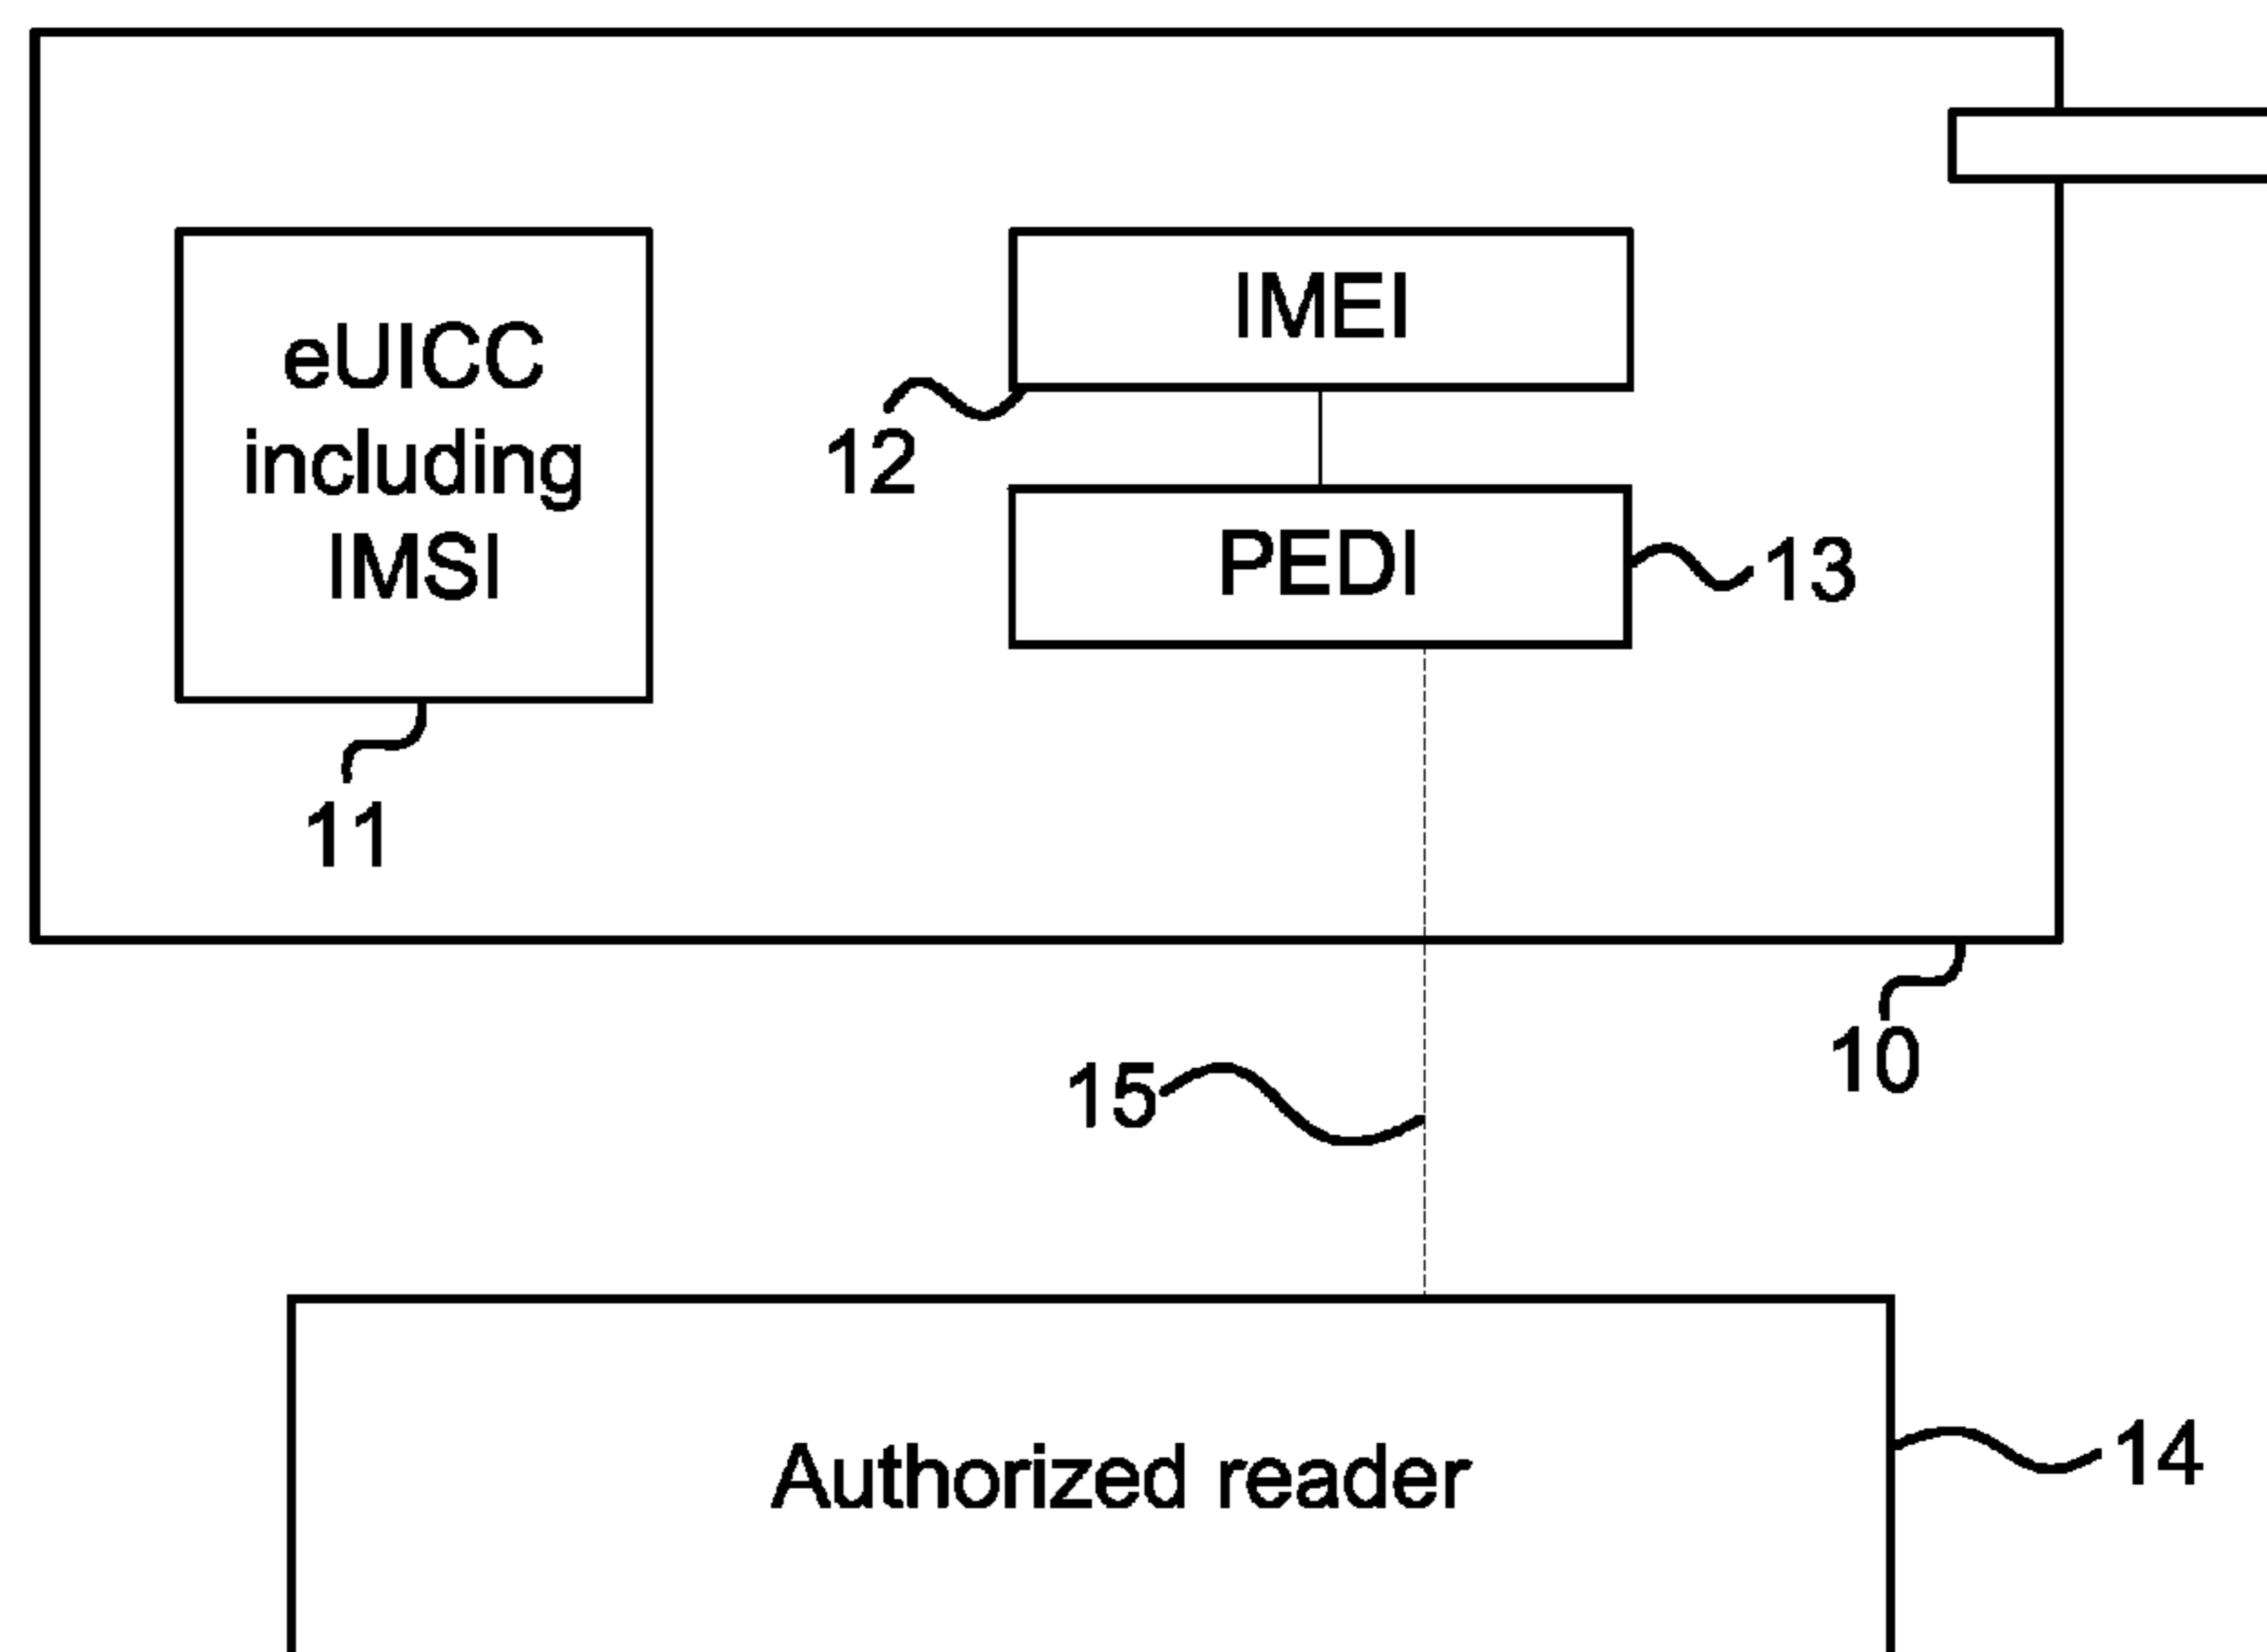 IMEI
eUICC
including
IMSI
12
PEDI
13
11
10
15
Authorized reader
14